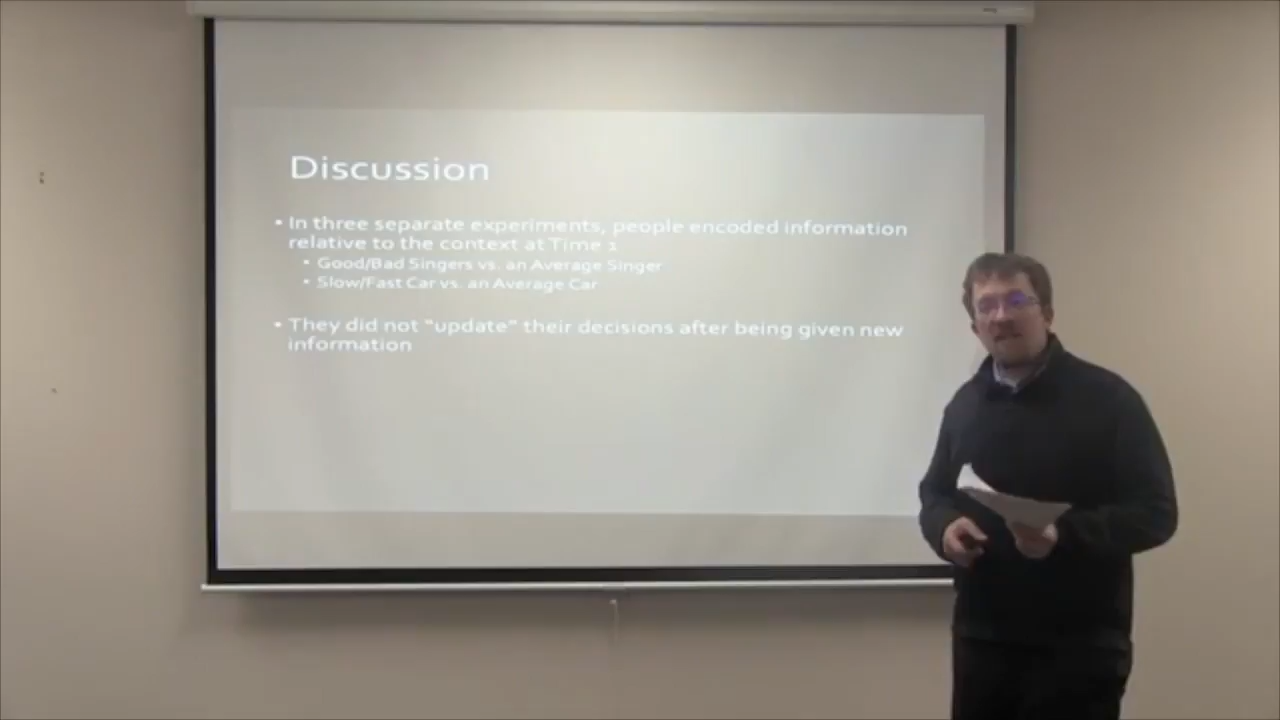 Discussion
• In three separate experiments, people encoded information
relative to the context at Time 1
• Good/Bad Singers vs. an Average Singer
• Slow/Fast Car vs. an Average Car
• They did not "update" their decisions after being given new
information